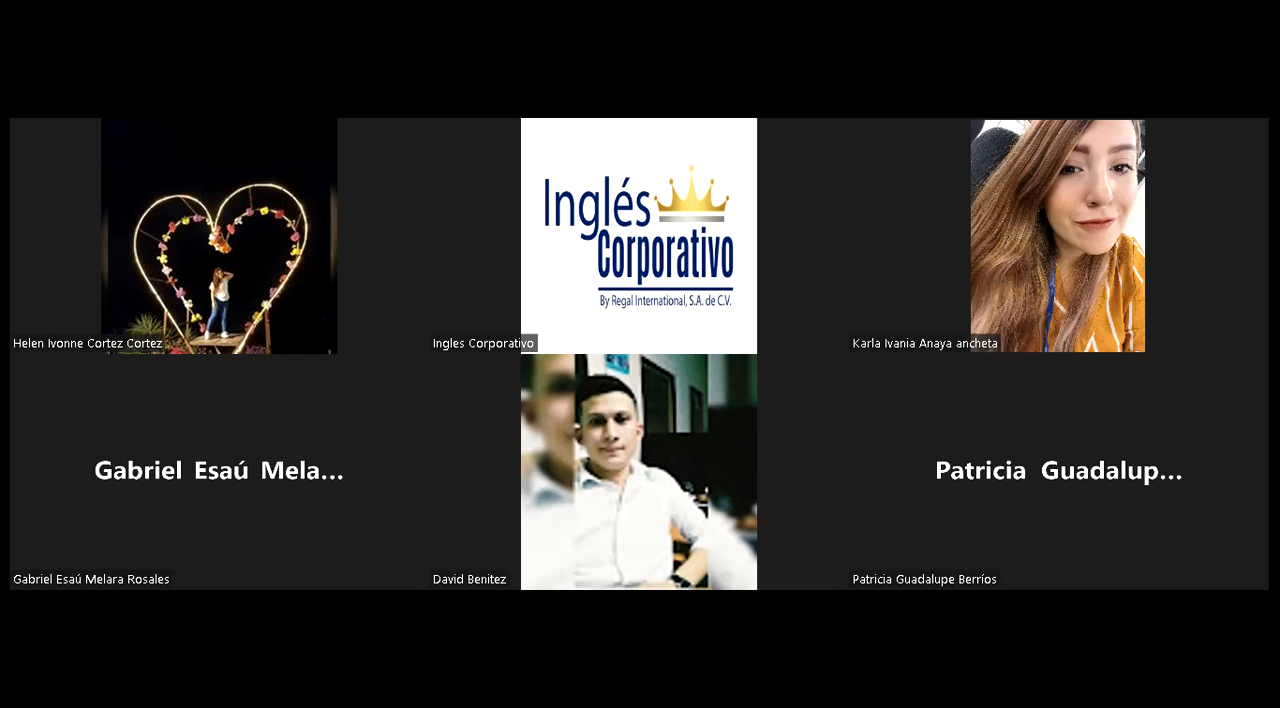 Inglés
Corporativo
By Regal International, S.A. de C.V.
Helen Ivonne Cortez Cortez
Ingles Corporativo
Karla Ivania Anaya ancheta
Gabriel Esaú Mela...
Patricia Guadalup...
Gabriel Esaú Melara Rosales
David Benitez
Patricia Guadalupe Berríos